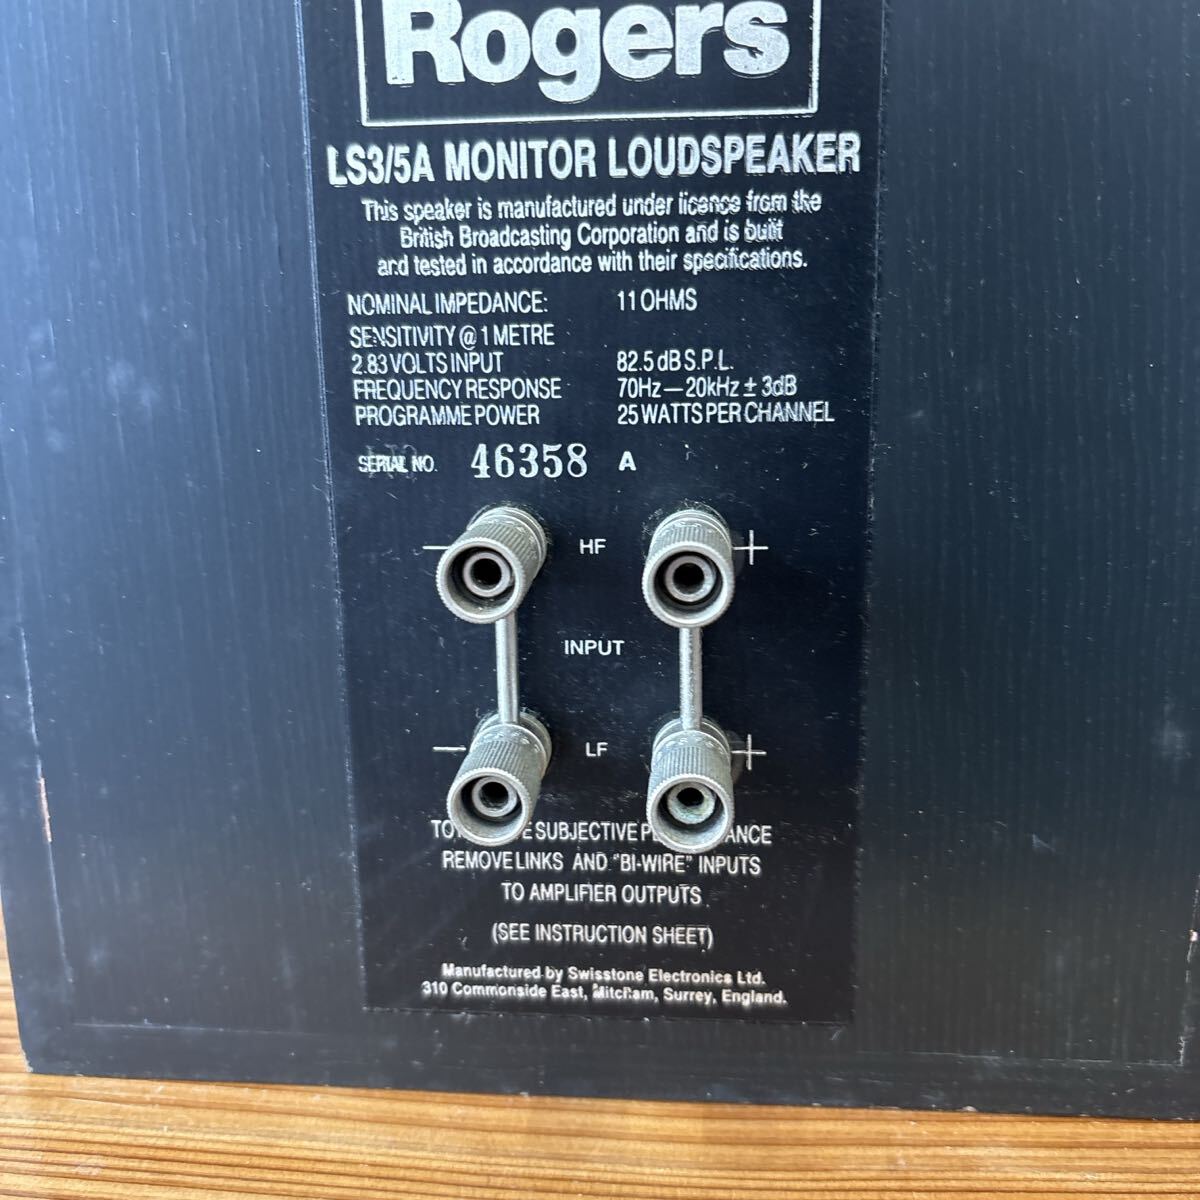 Rogers
LS3/5A MONITOR LOUDSPEAKER
This speaker is manufactured under licence from the
British Broadcasting Corporation and is built
and tested in accordance with their specifications.
NOMINAL IMPEDANCE: 11 OHMS
SENSITIVITY @ 1 METRE
2.83 VOLTS INPUT 82.5 dB S.P.L.
FREQUENCY RESPONSE 70Hz — 20kHz ± 3dB
PROGRAMME POWER 25 WATTS PER CHANNEL
SERIAL NO. 46358 A
— HF +
INPUT
— LF +
SUBJECTIVE
REMOVE LINKS AND "BI-WIRE" INPUTS
TO AMPLIFIER OUTPUTS
(SEE INSTRUCTION SHEET)
Manufactured by Swisstone Electronics Ltd.
310 Commonside East, Mitcham, Surrey, England.